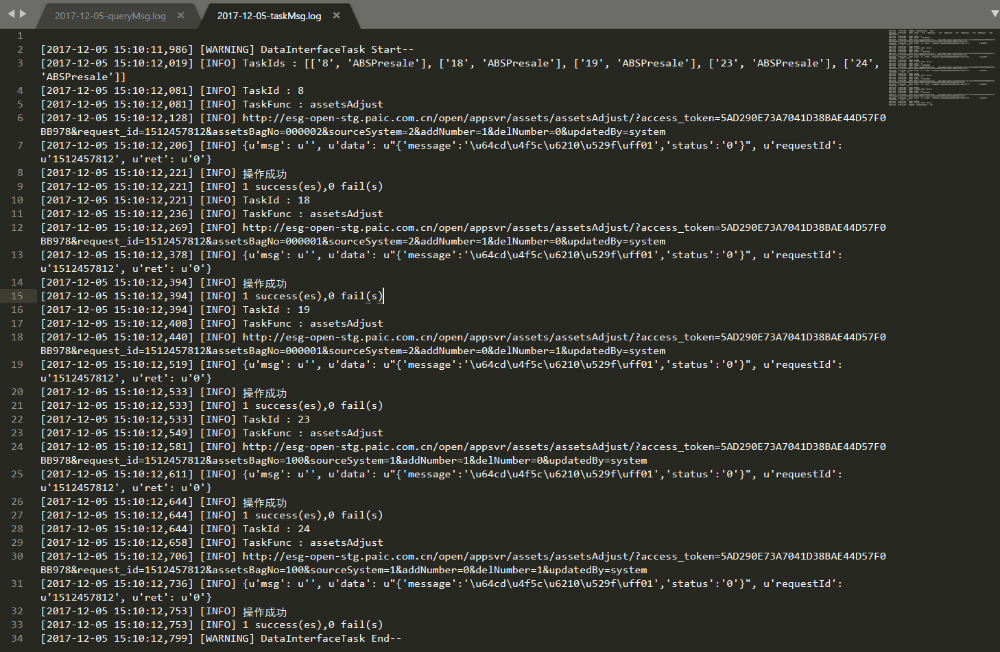 2017-12-05-queryMsg.log ×
2017-12-05-taskMsg.log ×
1
2 [2017-12-05 15:10:11,986] [WARNING] DataInterfaceTask Start--
3 [2017-12-05 15:10:12,019] [INFO] TaskIds : [['8', 'ABSPresale'], ['18', 'ABSPresale'], ['19', 'ABSPresale'], ['23', 'ABSPresale'], ['24',
'ABSPresale']]
4 [2017-12-05 15:10:12,081] [INFO] TaskId : 8
5 [2017-12-05 15:10:12,081] [INFO] TaskFunc : assetsAdjust
6 [2017-12-05 15:10:12,128] [INFO] http://esg-open-stg.paic.com.cn/open/appsvr/assets/assetsAdjust/?access_token=5AD290E73A7041D38BAE44D57F0
BB978&request_id=1512457812&assetsBagNo=000002&sourceSystem=2&addNumber=1&delNumber=0&updatedBy=system
7 [2017-12-05 15:10:12,206] [INFO] {u'msg': u'', u'data': u"{'message':'\u64cd\u4f5c\u6210\u529f\uff01','status':'0'}", u'requestId':
u'1512457812', u'ret': u'0'}
8 [2017-12-05 15:10:12,221] [INFO] 操作成功
9 [2017-12-05 15:10:12,221] [INFO] 1 success(es),0 fail(s)
10 [2017-12-05 15:10:12,221] [INFO] TaskId : 18
11 [2017-12-05 15:10:12,236] [INFO] TaskFunc : assetsAdjust
12 [2017-12-05 15:10:12,269] [INFO] http://esg-open-stg.paic.com.cn/open/appsvr/assets/assetsAdjust/?access_token=5AD290E73A7041D38BAE44D57F0
BB978&request_id=1512457812&assetsBagNo=000001&sourceSystem=2&addNumber=1&delNumber=0&updatedBy=system
13 [2017-12-05 15:10:12,378] [INFO] {u'msg': u'', u'data': u"{'message':'\u64cd\u4f5c\u6210\u529f\uff01','status':'0'}", u'requestId':
u'1512457812', u'ret': u'0'}
14 [2017-12-05 15:10:12,394] [INFO] 操作成功
15 [2017-12-05 15:10:12,394] [INFO] 1 success(es),0 fail(s)
16 [2017-12-05 15:10:12,394] [INFO] TaskId : 19
17 [2017-12-05 15:10:12,408] [INFO] TaskFunc : assetsAdjust
18 [2017-12-05 15:10:12,440] [INFO] http://esg-open-stg.paic.com.cn/open/appsvr/assets/assetsAdjust/?access_token=5AD290E73A7041D38BAE44D57F0
BB978&request_id=1512457812&assetsBagNo=000001&sourceSystem=2&addNumber=0&delNumber=1&updatedBy=system
19 [2017-12-05 15:10:12,519] [INFO] {u'msg': u'', u'data': u"{'message':'\u64cd\u4f5c\u6210\u529f\uff01','status':'0'}", u'requestId':
u'1512457812', u'ret': u'0'}
20 [2017-12-05 15:10:12,533] [INFO] 操作成功
21 [2017-12-05 15:10:12,533] [INFO] 1 success(es),0 fail(s)
22 [2017-12-05 15:10:12,533] [INFO] TaskId : 23
23 [2017-12-05 15:10:12,549] [INFO] TaskFunc : assetsAdjust
24 [2017-12-05 15:10:12,581] [INFO] http://esg-open-stg.paic.com.cn/open/appsvr/assets/assetsAdjust/?access_token=5AD290E73A7041D38BAE44D57F0
BB978&request_id=1512457812&assetsBagNo=100&sourceSystem=1&addNumber=1&delNumber=0&updatedBy=system
25 [2017-12-05 15:10:12,611] [INFO] {u'msg': u'', u'data': u"{'message':'\u64cd\u4f5c\u6210\u529f\uff01','status':'0'}", u'requestId':
u'1512457812', u'ret': u'0'}
26 [2017-12-05 15:10:12,644] [INFO] 操作成功
27 [2017-12-05 15:10:12,644] [INFO] 1 success(es),0 fail(s)
28 [2017-12-05 15:10:12,644] [INFO] TaskId : 24
29 [2017-12-05 15:10:12,658] [INFO] TaskFunc : assetsAdjust
30 [2017-12-05 15:10:12,706] [INFO] http://esg-open-stg.paic.com.cn/open/appsvr/assets/assetsAdjust/?access_token=5AD290E73A7041D38BAE44D57F0
BB978&request_id=1512457812&assetsBagNo=100&sourceSystem=1&addNumber=0&delNumber=1&updatedBy=system
31 [2017-12-05 15:10:12,736] [INFO] {u'msg': u'', u'data': u"{'message':'\u64cd\u4f5c\u6210\u529f\uff01','status':'0'}", u'requestId':
u'1512457812', u'ret': u'0'}
32 [2017-12-05 15:10:12,753] [INFO] 操作成功
33 [2017-12-05 15:10:12,753] [INFO] 1 success(es),0 fail(s)
34 [2017-12-05 15:10:12,799] [WARNING] DataInterfaceTask End--